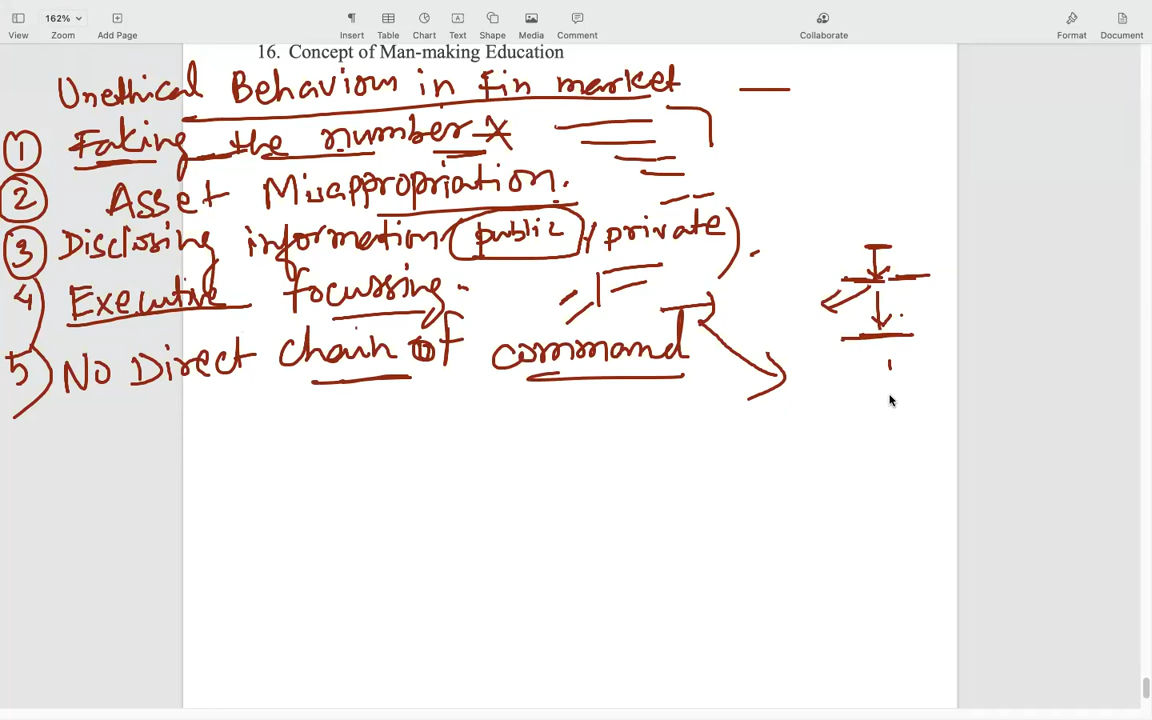 162%
View
Zoom
Add Page
Insert
Table
Chart
Text
Shape
Media
Comment
Collaborate
Format
Document
16. Concept of Man-making Education
Unethical Behaviour in fin market
1 Faking the number
2 Asset Misappropriation.
3 Disclosing information (public / private)
4 Executive focussing.
5) No Direct chain of command